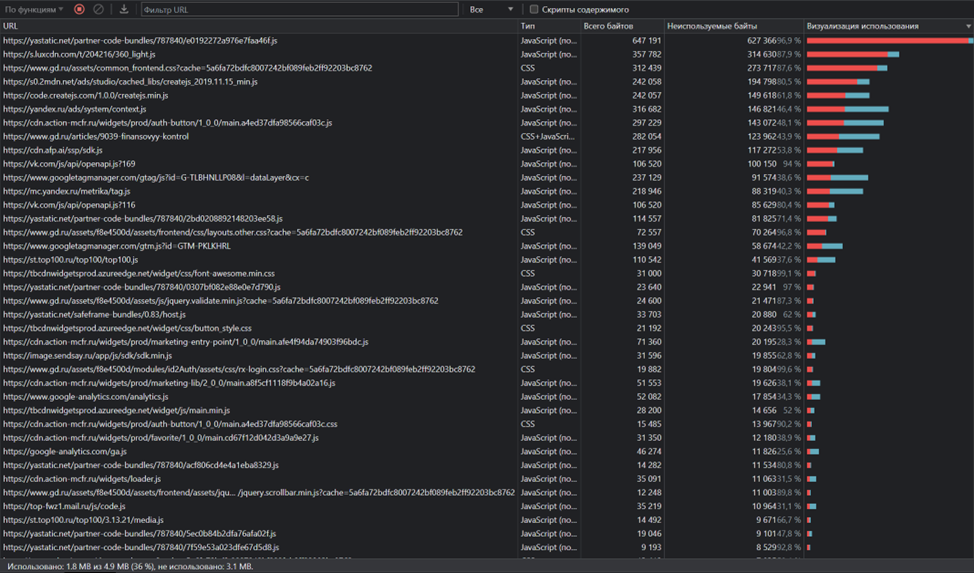 По функциям
Фильтр URL
Все
Скрипты содержимого
URL Тип Всего байтов Неиспользуемые байты Визуализация использования
https://yastatic.net/partner-code-bundles/787840/e0192272a976e7faa46f.js JavaScript (по... 647 191 627 366 96,9 %
https://s.luxcdn.com/t/204216/360_light.js JavaScript (по... 357 782 314 630 87,9 %
https://www.gd.ru/assets/common_frontend.css?cache=5a6fa72bdfc8007242bf089feb2ff92203bc8762 CSS 312 439 273 717 87,6 %
https://s0.2mdn.net/ads/studio/cached_libs/createjs_2019.11.15_min.js JavaScript (по... 242 058 194 798 80,5 %
https://code.createjs.com/1.0.0/createjs.min.js JavaScript (по... 242 057 149 618 61,8 %
https://yandex.ru/ads/system/context.js JavaScript (по... 316 682 146 821 46,4 %
https://cdn.action-mcfr.ru/widgets/prod/auth-button/1_0_0/main.a4ed37dfa98566caf03c.js JavaScript (по... 297 229 143 072 48,1 %
https://www.gd.ru/articles/9039-finansovyy-kontrol CSS+JavaScri... 282 054 123 962 43,9 %
https://cdn.afp.ai/ssp/sdk.js JavaScript (по... 217 956 117 272 53,8 %
https://vk.com/js/api/openapi.js?169 JavaScript (по... 106 520 100 150 94 %
https://www.googletagmanager.com/gtag/js?id=G-TLBHNLLP08&l=dataLayer&cx=c JavaScript (по... 237 129 91 574 38,6 %
https://mc.yandex.ru/metrika/tag.js JavaScript (по... 218 946 88 319 40,3 %
https://vk.com/js/api/openapi.js?116 JavaScript (по... 106 520 85 629 80,4 %
https://yastatic.net/partner-code-bundles/787840/2bd0208892148203ee58.js JavaScript (по... 114 557 81 825 71,4 %
https://www.gd.ru/assets/f8e4500d/assets/frontend/css/layouts.other.css?cache=5a6fa72bdfc8007242bf089feb2ff92203bc8762 CSS 72 557 70 264 96,8 %
https://www.googletagmanager.com/gtm.js?id=GTM-PKLKHRL JavaScript (по... 139 049 58 674 42,2 %
https://st.top100.ru/top100/top100.js JavaScript (по... 110 542 41 569 37,6 %
https://tbcdnwidgetsprod.azureedge.net/widget/css/font-awesome.min.css CSS 31 000 30 718 99,1 %
https://yastatic.net/partner-code-bundles/787840/0307bf082e88e0e7d790.js JavaScript (по... 23 640 22 941 97 %
https://www.gd.ru/assets/f8e4500d/assets/js/jquery.validate.min.js?cache=5a6fa72bdfc8007242bf089feb2ff92203bc8762 JavaScript (по... 24 600 21 471 87,3 %
https://yastatic.net/safeframe-bundles/0.83/host.js JavaScript (по... 33 703 20 880 62 %
https://tbcdnwidgetsprod.azureedge.net/widget/css/button_style.css CSS 21 192 20 243 95,5 %
https://cdn.action-mcfr.ru/widgets/prod/marketing-entry-point/1_0_0/main.afe4f94da74903f96bdc.js JavaScript (по... 71 360 20 195 28,3 %
https://image.sendsay.ru/app/js/sdk/sdk.min.js JavaScript (по... 31 596 19 855 62,8 %
https://www.gd.ru/assets/f8e4500d/modules/id2Auth/assets/css/rx-login.css?cache=5a6fa72bdfc8007242bf089feb2ff92203bc8762 CSS 19 882 19 804 99,6 %
https://cdn.action-mcfr.ru/widgets/prod/marketing-lib/2_0_0/main.a8f5cf1118f9b4a02a16.js JavaScript (по... 51 553 19 626 38,1 %
https://www.google-analytics.com/analytics.js JavaScript (по... 52 082 17 854 34,3 %
https://tbcdnwidgetsprod.azureedge.net/widget/js/main.min.js JavaScript (по... 28 200 14 656 52 %
https://cdn.action-mcfr.ru/widgets/prod/auth-button/1_0_0/main.a4ed37dfa98566caf03c.css CSS 15 485 13 967 90,2 %
https://cdn.action-mcfr.ru/widgets/prod/favorite/1_0_0/main.cd67f12d042d3a9a9e27.js JavaScript (по... 31 350 12 180 38,9 %
https://google-analytics.com/ga.js JavaScript (по... 46 274 11 826 25,6 %
https://yastatic.net/partner-code-bundles/787840/acf806cd4e4a1eba8329.js JavaScript (по... 14 282 11 534 80,8 %
https://cdn.action-mcfr.ru/widgets/loader.js JavaScript (по... 35 091 11 063 31,5 %
https://www.gd.ru/assets/f8e4500d/assets/frontend/assets/jqu... /jquery.scrollbar.min.js?cache=5a6fa72bdfc8007242bf089feb2ff92203bc8762 JavaScript (по... 12 248 11 003 89,8 %
https://top-fwz1.mail.ru/js/code.js JavaScript (по... 35 219 10 964 31,1 %
https://st.top100.ru/top100/3.13.21/media.js JavaScript (по... 14 492 9 671 66,7 %
https://yastatic.net/partner-code-bundles/787840/5ec0b84b2dfa76afa02f.js JavaScript (по... 19 046 9 101 47,8 %
https://yastatic.net/partner-code-bundles/787840/7f59e53a023dfe67d5d8.js JavaScript (по... 9 193 8 529 92,8 %
Использовано: 1.8 MB из 4.9 MB (36 %), не использовано: 3.1 MB.